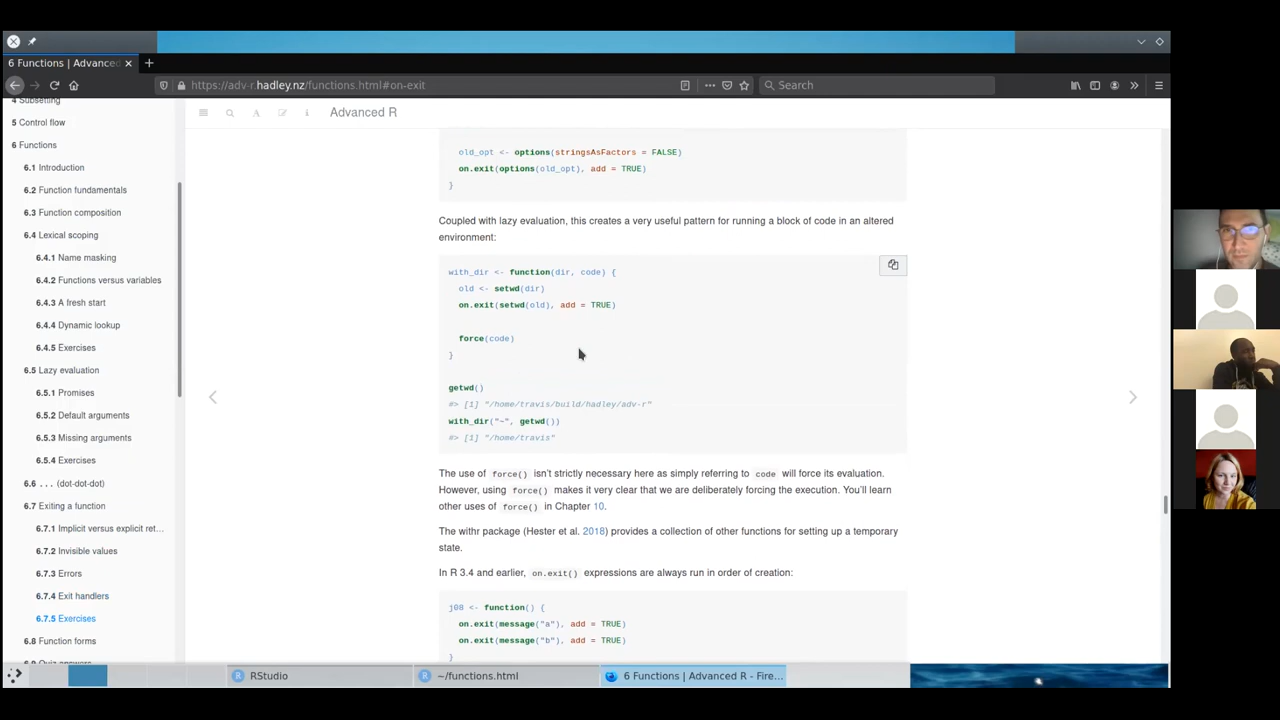 6 Functions | Advanced
https://adv-r.hadley.nz/functions.html#on-exit
Search
4 Subsetting
5 Control flow
6 Functions
6.1 Introduction
6.2 Function fundamentals
6.3 Function composition
6.4 Lexical scoping
6.4.1 Name masking
6.4.2 Functions versus variables
6.4.3 A fresh start
6.4.4 Dynamic lookup
6.4.5 Exercises
6.5 Lazy evaluation
6.5.1 Promises
6.5.2 Default arguments
6.5.3 Missing arguments
6.5.4 Exercises
6.6 ... (dot-dot-dot)
6.7 Exiting a function
6.7.1 Implicit versus explicit ret...
6.7.2 Invisible values
6.7.3 Errors
6.7.4 Exit handlers
6.7.5 Exercises
6.8 Function forms
6.9 Quiz answers
Advanced R
old_opt <- options(stringsAsFactors = FALSE)
on.exit(options(old_opt), add = TRUE)
}
Coupled with lazy evaluation, this creates a very useful pattern for running a block of code in an altered
environment:
with_dir <- function(dir, code) {
old <- setwd(dir)
on.exit(setwd(old), add = TRUE)
force(code)
}
getwd()
#> [1] "/home/travis/build/hadley/adv-r"
with_dir("~", getwd())
#> [1] "/home/travis"
The use of force() isn't strictly necessary here as simply referring to code will force its evaluation.
However, using force() makes it very clear that we are deliberately forcing the execution. You'll learn
other uses of force() in Chapter 10.
The withr package (Hester et al. 2018) provides a collection of other functions for setting up a temporary
state.
In R 3.4 and earlier, on.exit() expressions are always run in order of creation:
j08 <- function() {
on.exit(message("a"), add = TRUE)
on.exit(message("b"), add = TRUE)
}
RStudio
~/functions.html
6 Functions | Advanced R - Fire...